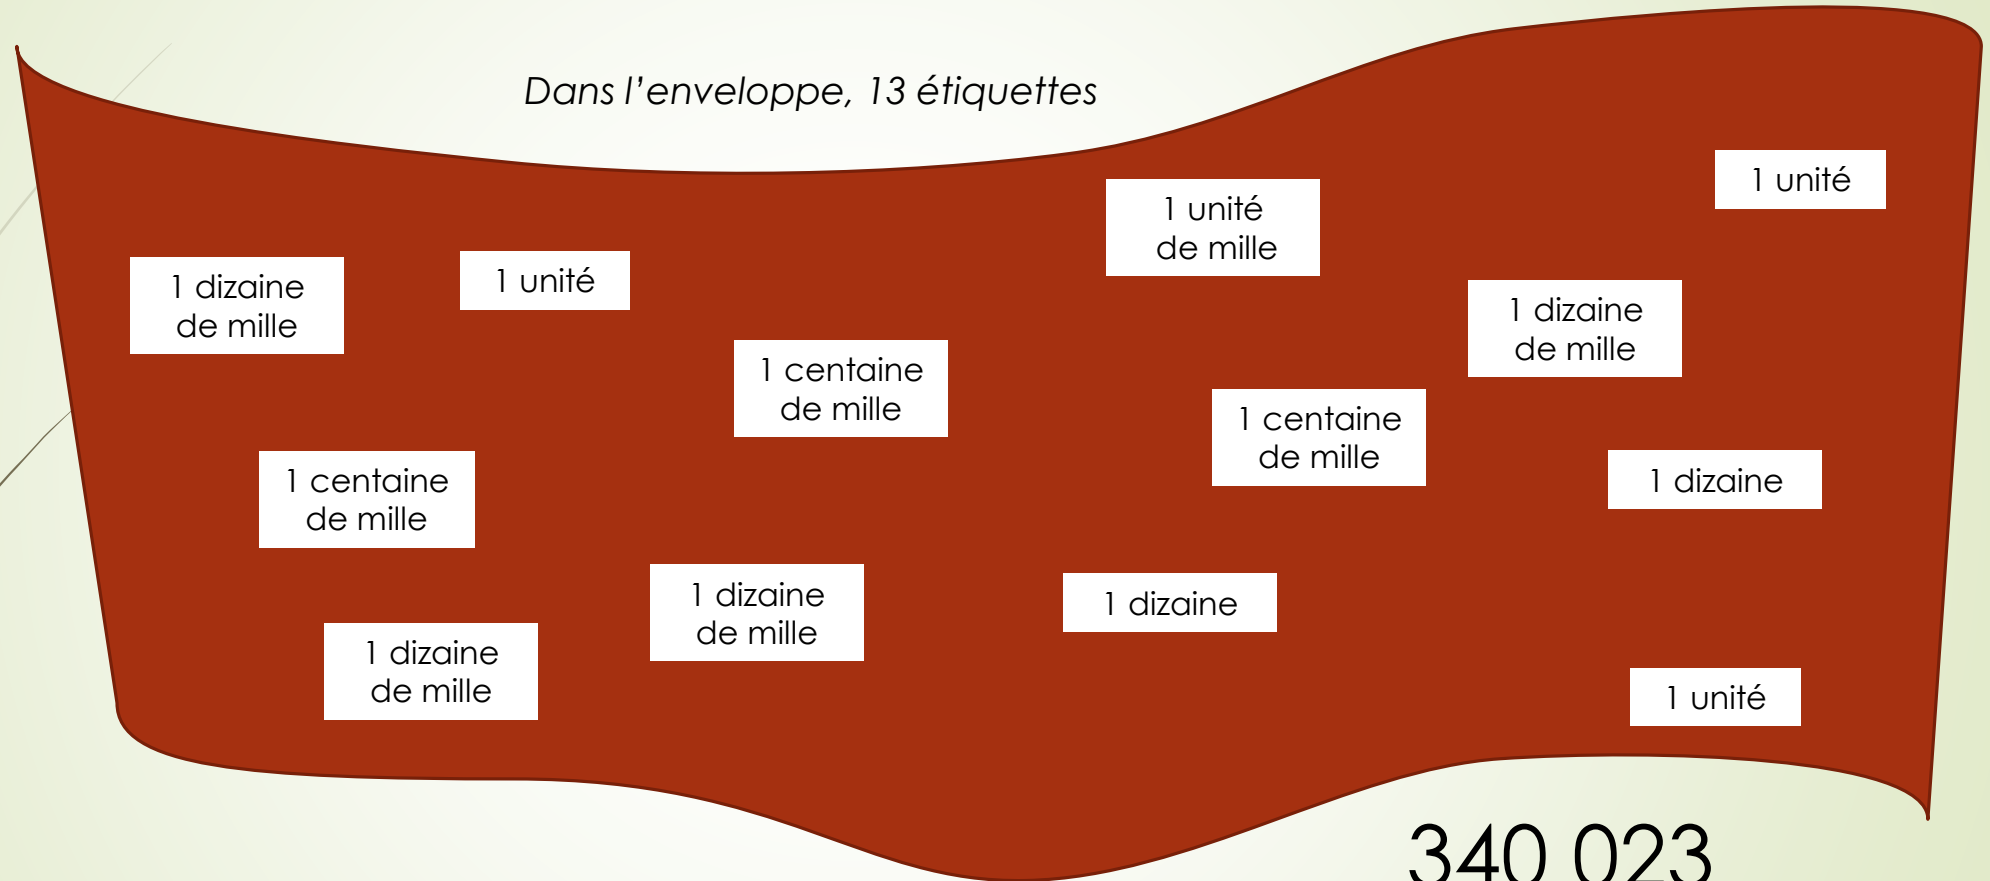 Dans l'enveloppe, 13 étiquettes
1 unité
1 unité
de mille
1 dizaine
de mille
1 unité
1 dizaine
de mille
1 centaine
de mille
1 centaine
de mille
1 centaine
de mille
1 dizaine
1 dizaine
de mille
1 dizaine
1 dizaine
de mille
1 unité
340 023